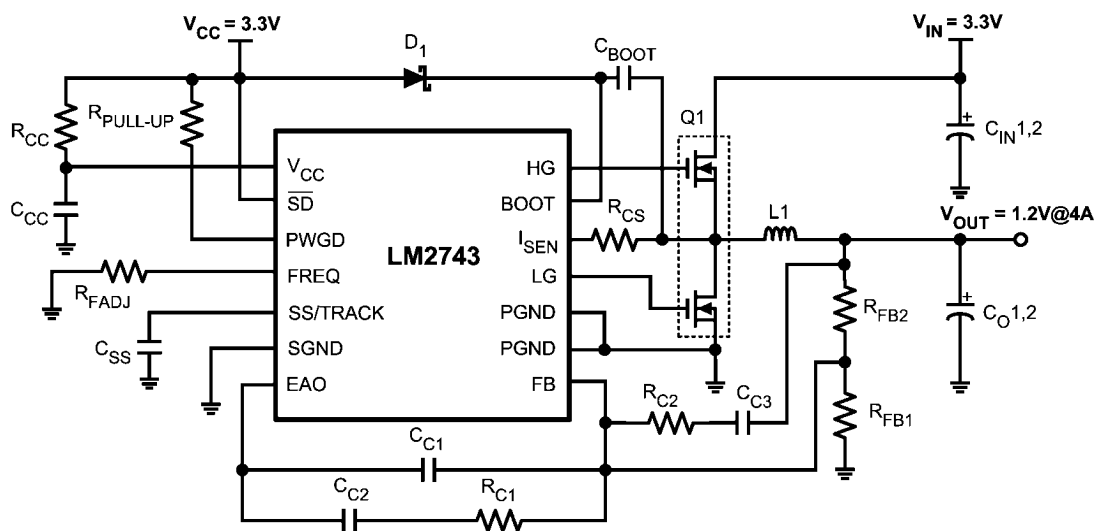 VCC = 3.3V
VIN = 3.3V
D1
CBOOT
RCC
RPULL-UP
Q1
+
CIN1,2
VCC
HG
CCC
SD
BOOT
RCS
L1
VOUT = 1.2V@4A
PWGD
ISEN
LM2743
FREQ
LG
RFADJ
SS/TRACK
PGND
RFB2
+
CO1,2
CSS
SGND
PGND
EAO
FB
RC2
CC3
RFB1
CC1
CC2
RC1